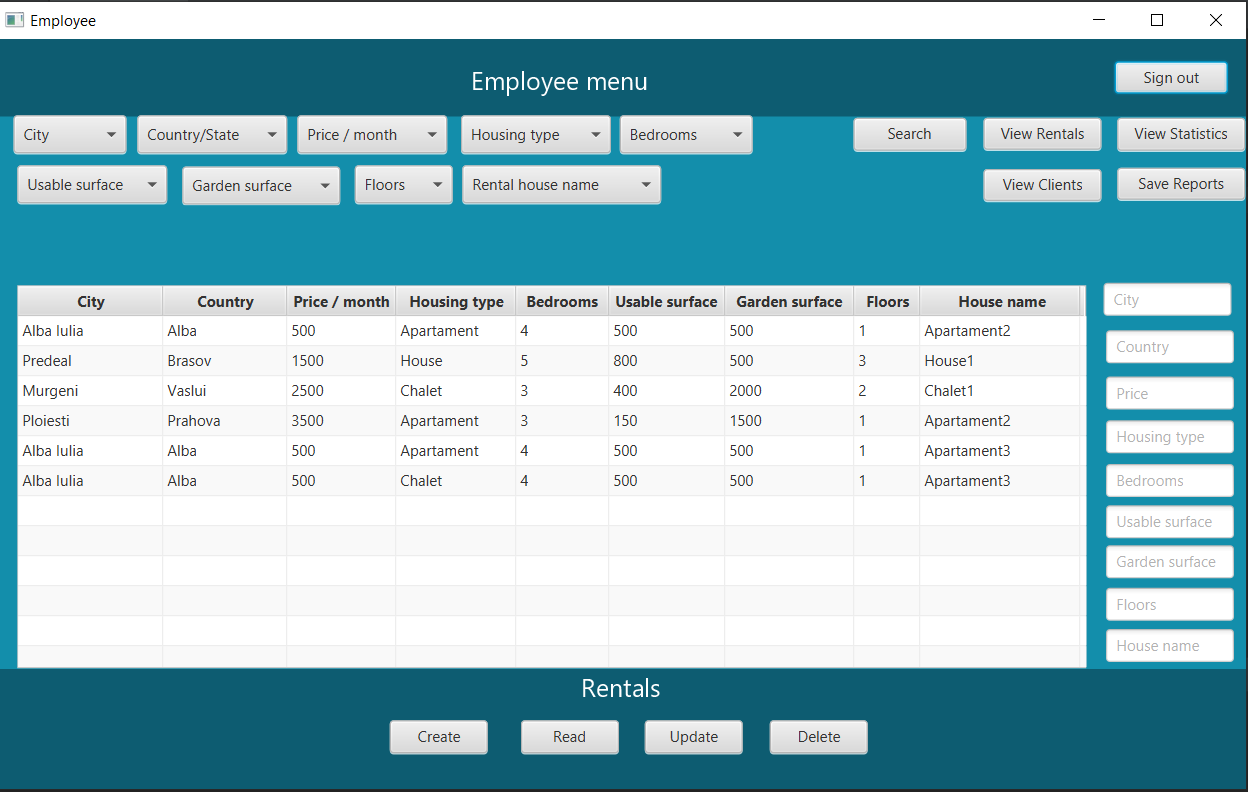 Employee
Employee menu
Sign out
City Country/State Price / month Housing type Bedrooms Search View Rentals View Statistics
Usable surface Garden surface Floors Rental house name View Clients Save Reports
City Country Price / month Housing type Bedrooms Usable surface Garden surface Floors House name
Alba Iulia Alba 500 Apartament 4 500 500 1 Apartament2
Predeal Brasov 1500 House 5 800 500 3 House1
Murgeni Vaslui 2500 Chalet 3 400 2000 2 Chalet1
Ploiesti Prahova 3500 Apartament 3 150 1500 1 Apartament2
Alba Iulia Alba 500 Apartament 4 500 500 1 Apartament3
Alba Iulia Alba 500 Chalet 4 500 500 1 Apartament3
City
Country
Price
Housing type
Bedrooms
Usable surface
Garden surface
Floors
House name
Rentals
Create Read Update Delete